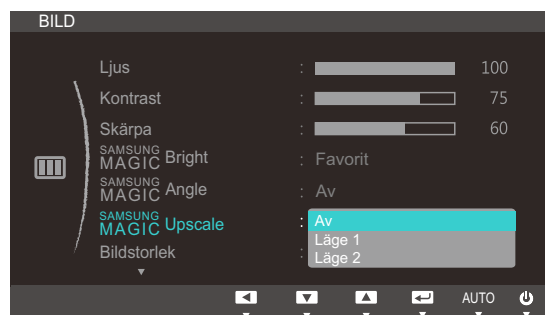 BILD
Ljus : 100
Kontrast : 75
Skärpa : 60
SAMSUNG MAGIC Bright : Favorit
SAMSUNG MAGIC Angle : Av
SAMSUNG MAGIC Upscale : Av
Läge 1
Bildstorlek : Läge 2
AUTO